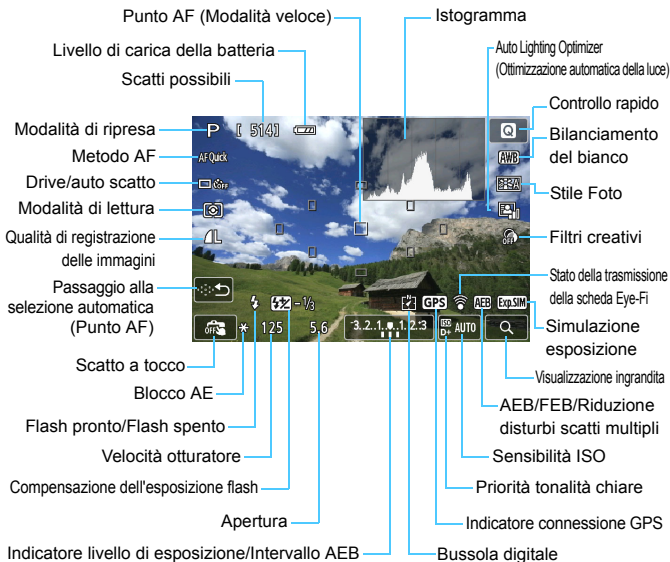 Punto AF (Modalità veloce)
Istogramma
Livello di carica della batteria
Auto Lighting Optimizer
(Ottimizzazione automatica della luce)
Scatti possibili
Controllo rapido
Modalità di ripresa
Bilanciamento
del bianco
Metodo AF
Drive/auto scatto
Stile Foto
Modalità di lettura
Qualità di registrazione
delle immagini
Filtri creativi
Passaggio alla
selezione automatica
(Punto AF)
Stato della trasmissione
della scheda Eye-Fi
Simulazione
esposizione
Scatto a tocco
Visualizzazione ingrandita
Blocco AE
AEB/FEB/Riduzione
disturbi scatti multipli
Flash pronto/Flash spento
Velocità otturatore
Sensibilità ISO
Compensazione dell'esposizione flash
Priorità tonalità chiare
Apertura
Indicatore connessione GPS
Indicatore livello di esposizione/Intervallo AEB
Bussola digitale
P [ 514]
Q
AF Quick
AWB
OFF
A
L
OFF
-1/3
GPS
AEB
Exp.SIM
OFF
* 125 5.6
-3..2..1..0..1..2..3
ISO
D+
AUTO